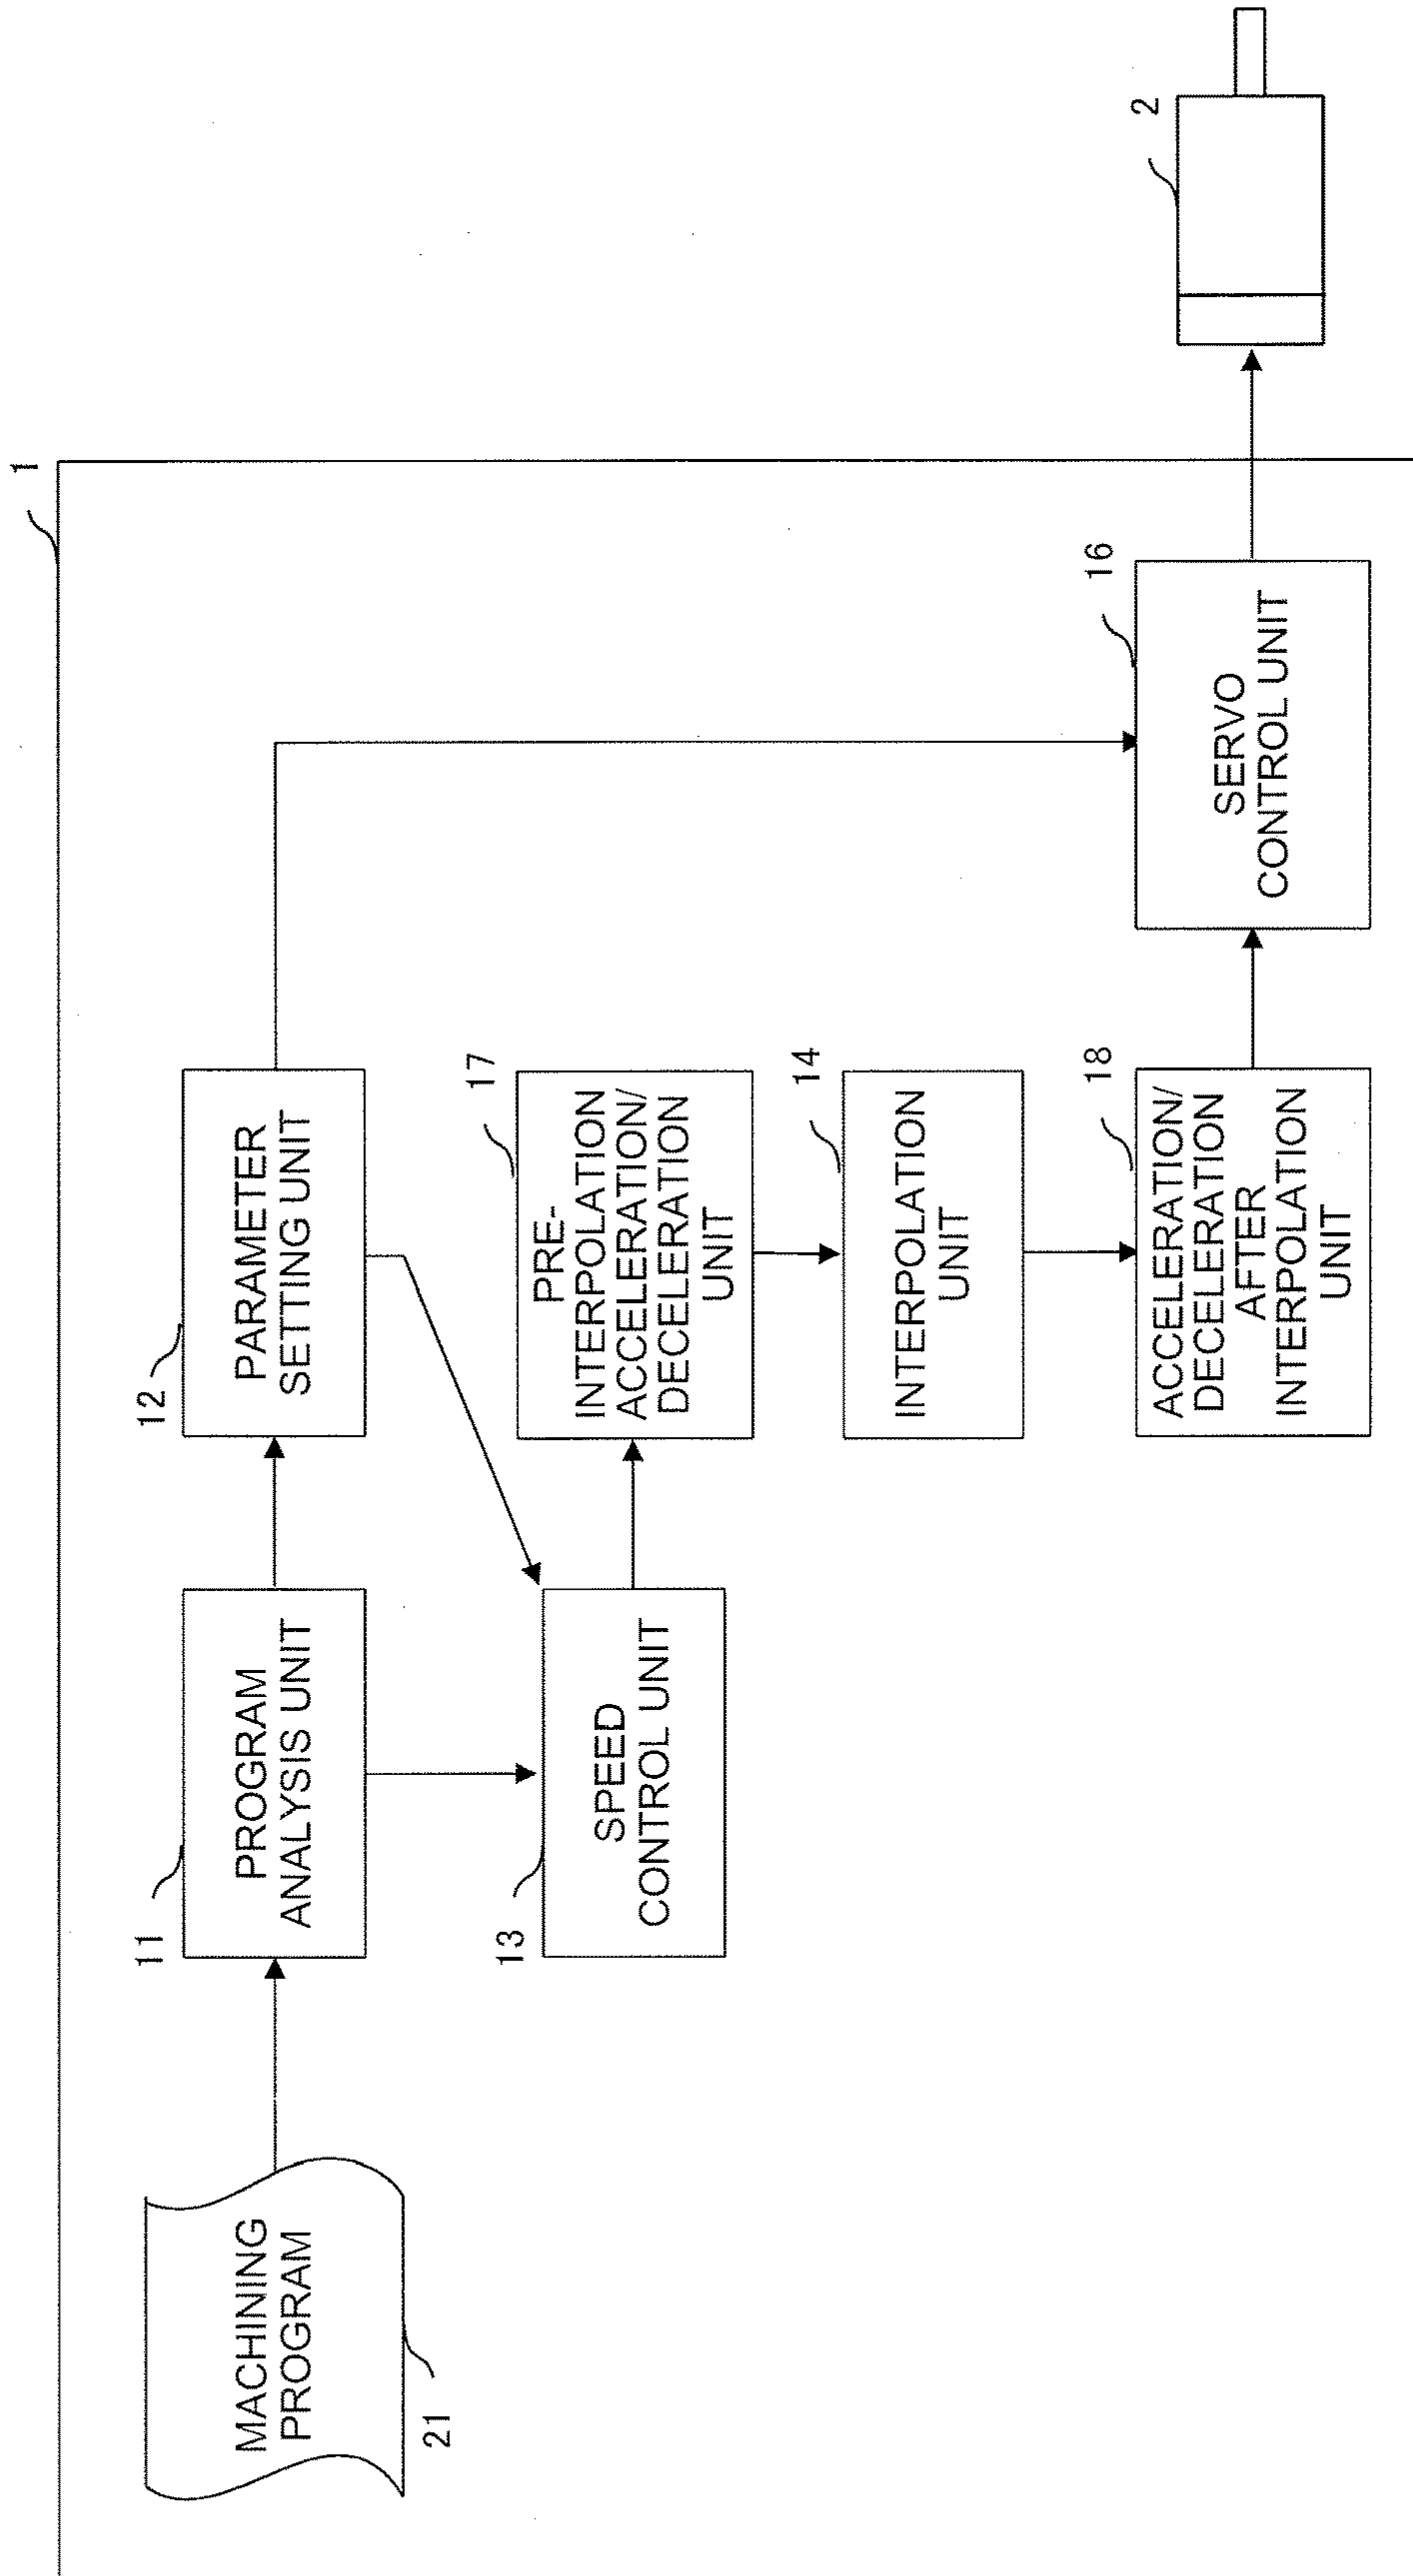 1
11
PROGRAM
ANALYSIS UNIT
12
PARAMETER
SETTING UNIT
MACHINING
PROGRAM
21
13
SPEED
CONTROL UNIT
17
PRE-
INTERPOLATION
ACCELERATION/
DECELERATION
UNIT
14
INTERPOLATION
UNIT
18
ACCELERATION/
DECELERATION
AFTER
INTERPOLATION
UNIT
16
SERVO
CONTROL UNIT
2